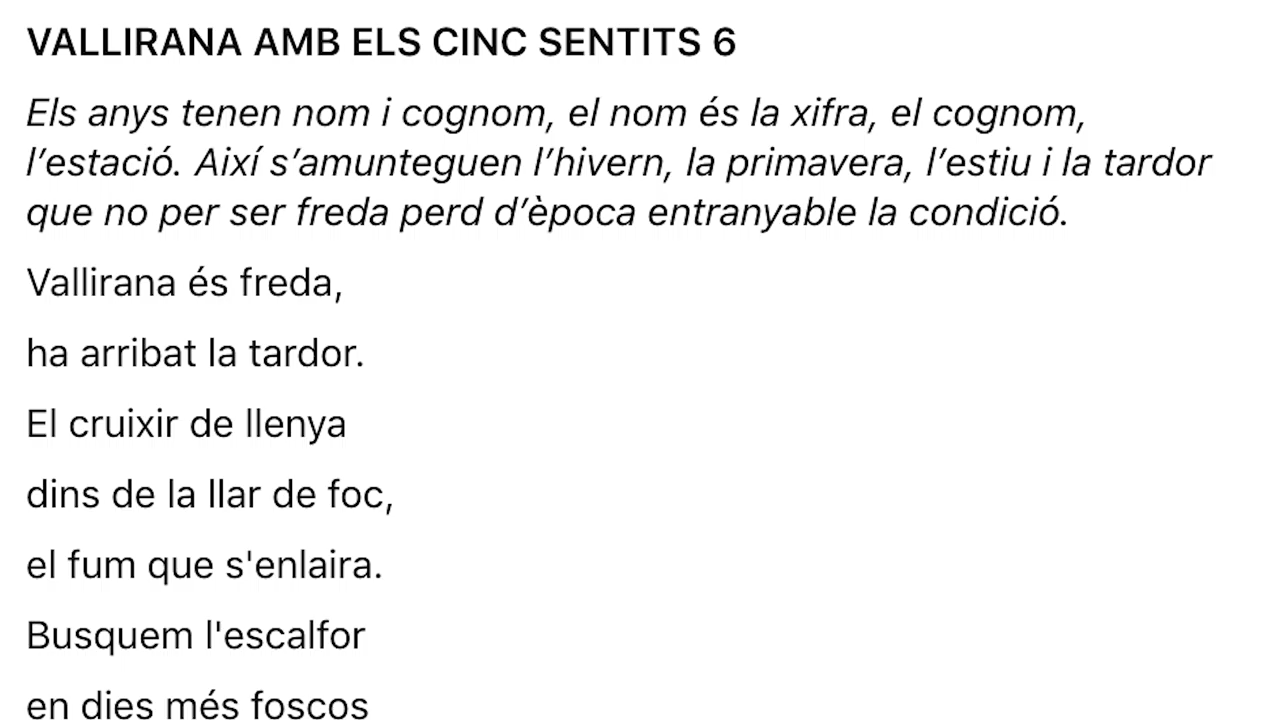 VALLIRANA AMB ELS CINC SENTITS 6
Els anys tenen nom i cognom, el nom és la xifra, el cognom,
l’estació. Així s’amunteguen l’hivern, la primavera, l’estiu i la tardor
que no per ser freda perd d’època entranyable la condició.
Vallirana és freda,
ha arribat la tardor.
El cruixir de llenya
dins de la llar de foc,
el fum que s'enlaira.
Busquem l'escalfor
en dies més foscos